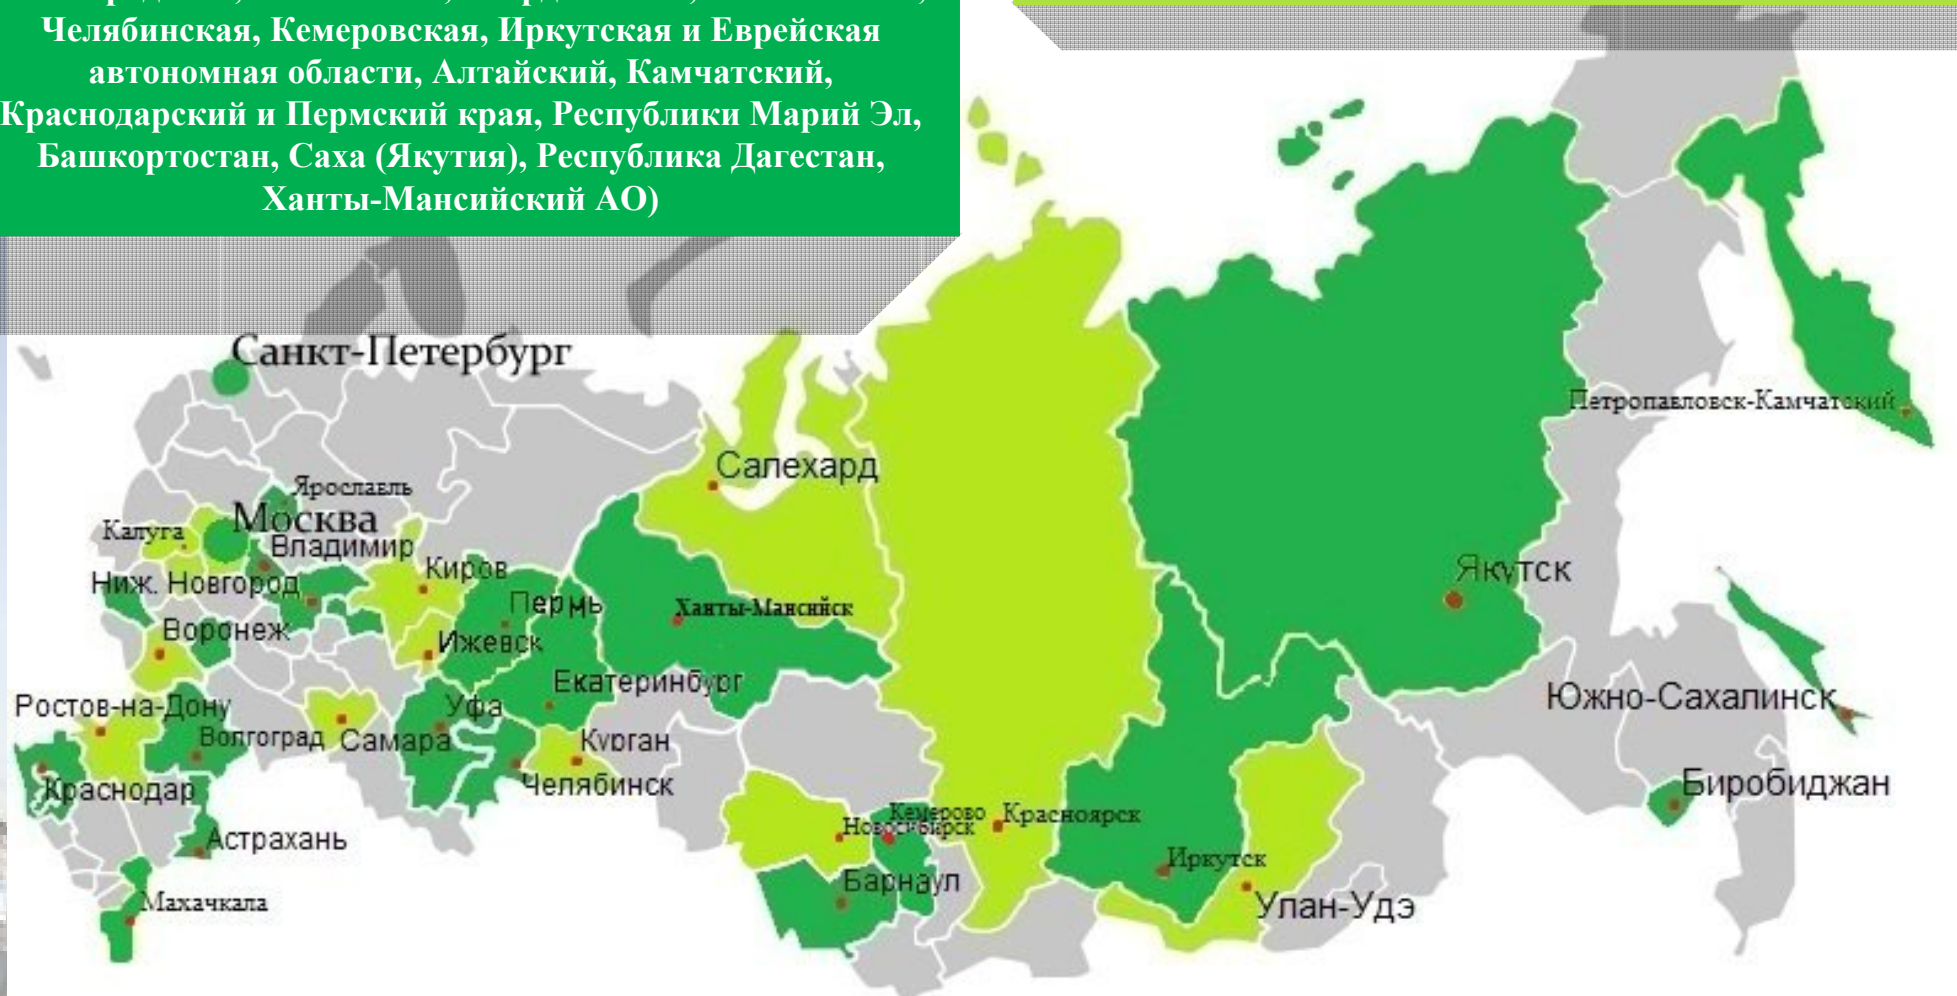 Челябинская, Кемеровская, Иркутская и Еврейская
автономная области, Алтайский, Камчатский,
Краснодарский и Пермский края, Республики Марий Эл,
Башкортостан, Саха (Якутия), Республика Дагестан,
Ханты-Мансийский АО)
Санкт-Петербург
Петропавловск-Камчатский
Салехард
Ярославль
Москва
Калуга
Владимир
Киров
Якутск
Ниж. Новгород
Пермь
Ханты-Мансийск
Воронеж
Ижевск
Екатеринбург
Южно-Сахалинск
Ростов-на-Дону
Уфа
Волгоград
Самара
Курган
Челябинск
Биробиджан
Краснодар
Кемерово
Красноярск
Новосибирск
Астрахань
Иркутск
Барнаул
Махачкала
Улан-Удэ